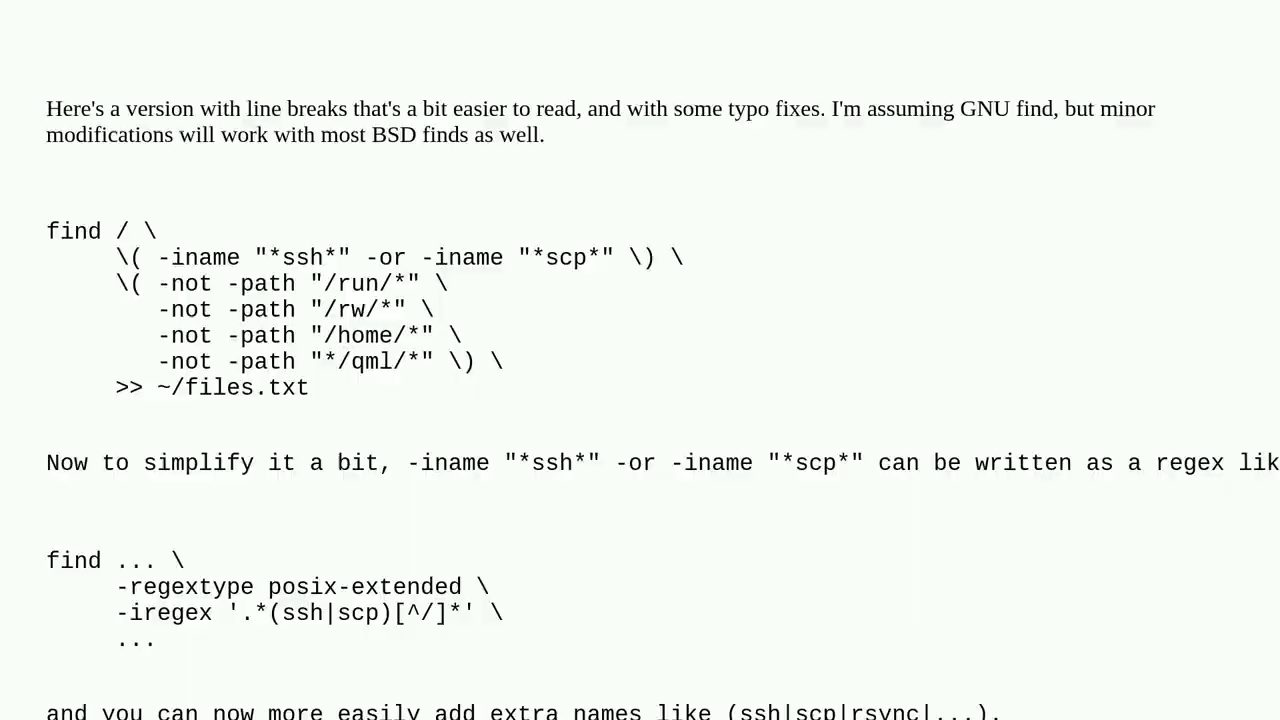 Here's a version with line breaks that's a bit easier to read, and with some typo fixes. I'm assuming GNU find, but minor
modifications will work with most BSD finds as well.
find / \
\( -iname "*ssh*" -or -iname "*scp*" \) \
\( -not -path "/run/*" \
-not -path "/rw/*" \
-not -path "/home/*" \
-not -path "*/qml/*" \) \
>> ~/files.txt
Now to simplify it a bit, -iname "*ssh*" -or -iname "*scp*" can be written as a regex lik
find ... \
-regextype posix-extended \
-iregex '.*(ssh|scp)[^/]*' \
...
and you can now more easily add extra names like (ssh|scp|rsync|...).